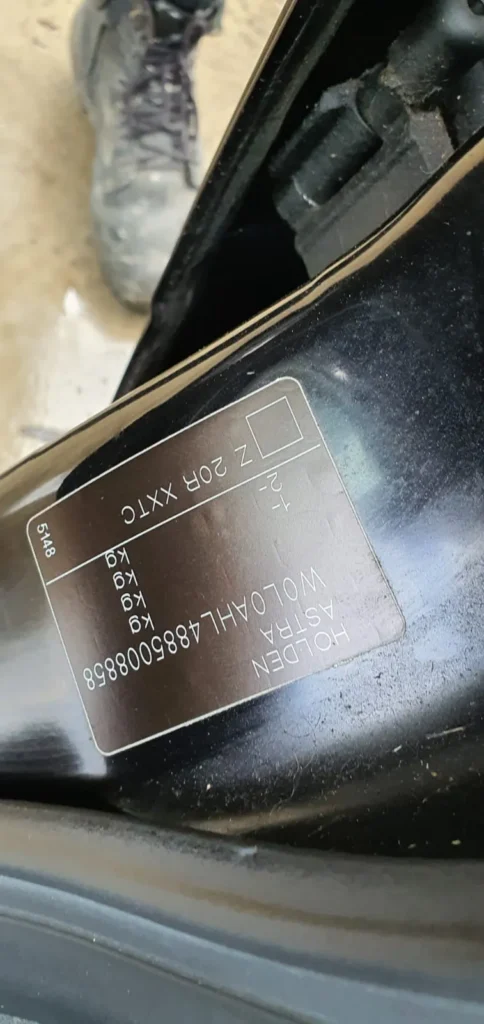 HOLDEN
ASTRA
W0L0AHL4885008858
kg
kg
1- kg
2- kg
Z 20R XXTC
5148